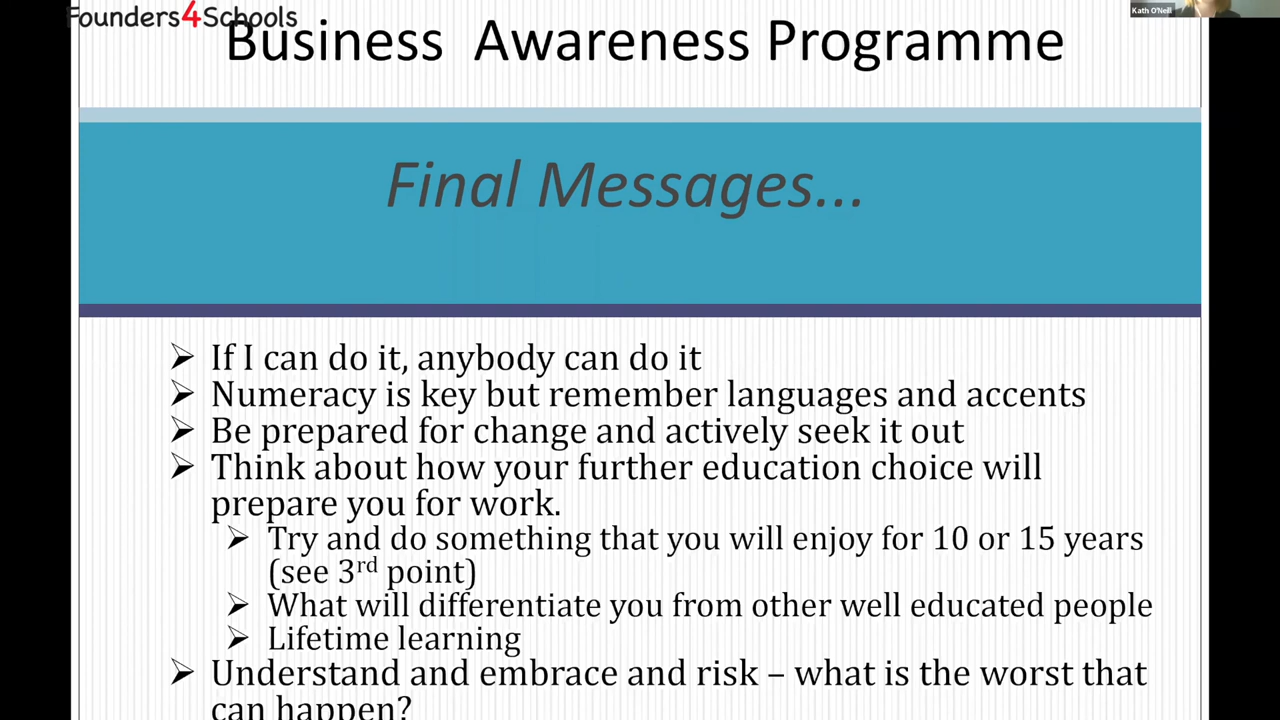 Founders4Schools
Kath O'Neill
Business Awareness Programme
Final Messages...
➢ If I can do it, anybody can do it
➢ Numeracy is key but remember languages and accents
➢ Be prepared for change and actively seek it out
➢ Think about how your further education choice will
prepare you for work.
➢ Try and do something that you will enjoy for 10 or 15 years
(see 3rd point)
➢ What will differentiate you from other well educated people
➢ Lifetime learning
➢ Understand and embrace and risk – what is the worst that
can happen?